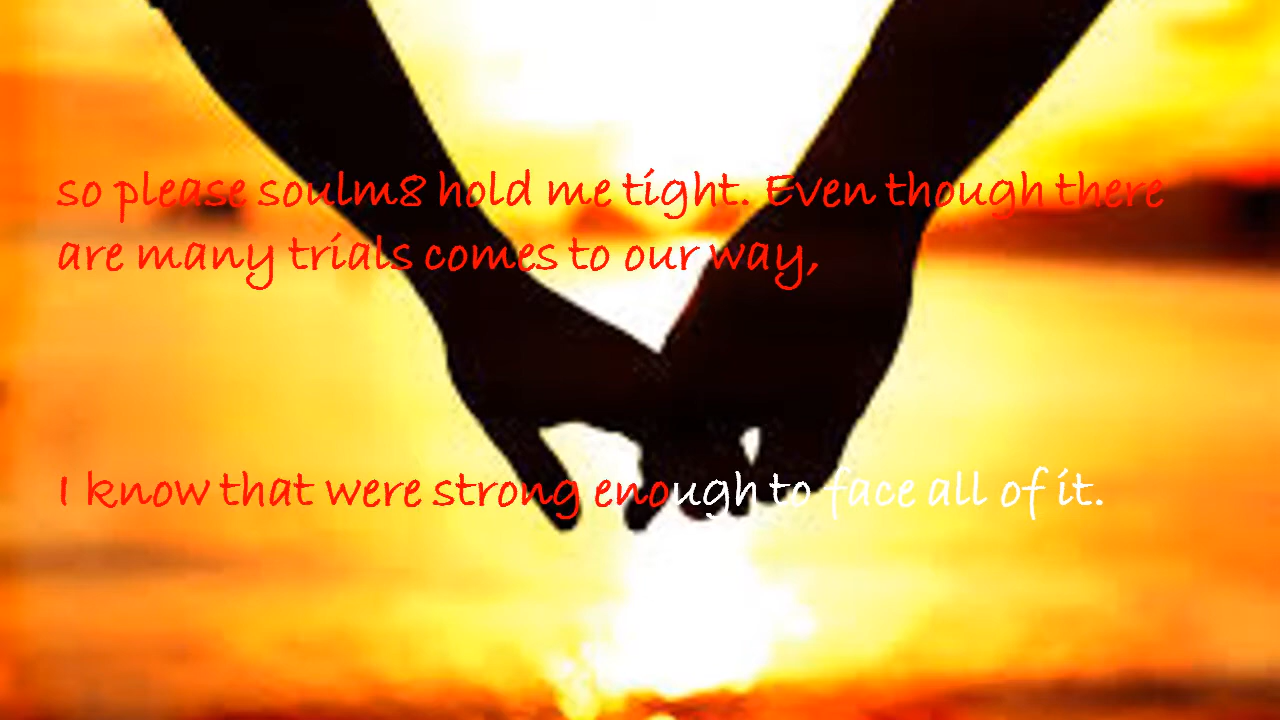 so please soulm8 hold me tight. Even though there
are many trials comes to our way,
I know that were strong enough to face all of it.